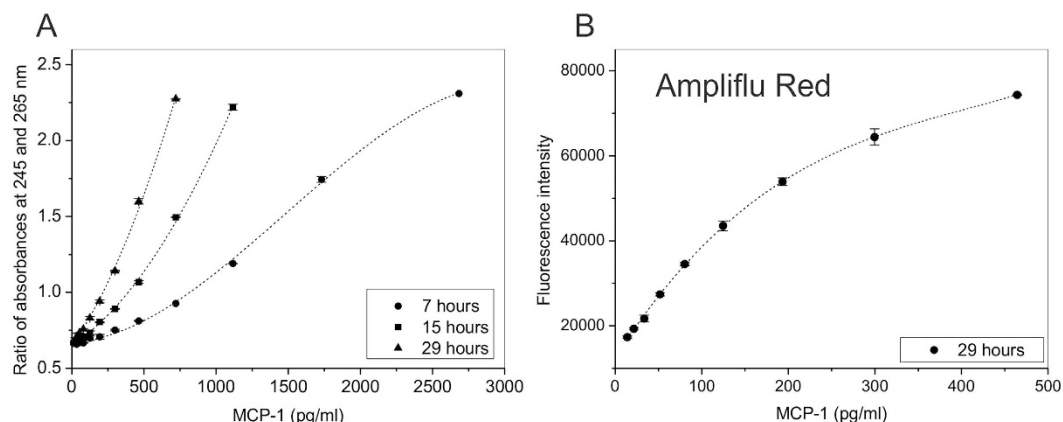 A
Ratio of absorbances at 245 and 265 nm
2.5
2.0
1.5
1.0
0.5
0
500
1000
1500
2000
2500
3000
7 hours
15 hours
29 hours
MCP-1 (pg/ml)
B
Ampliflu Red
Fluorescence intensity
80000
60000
40000
20000
0
100
200
300
400
500
29 hours
MCP-1 (pg/ml)